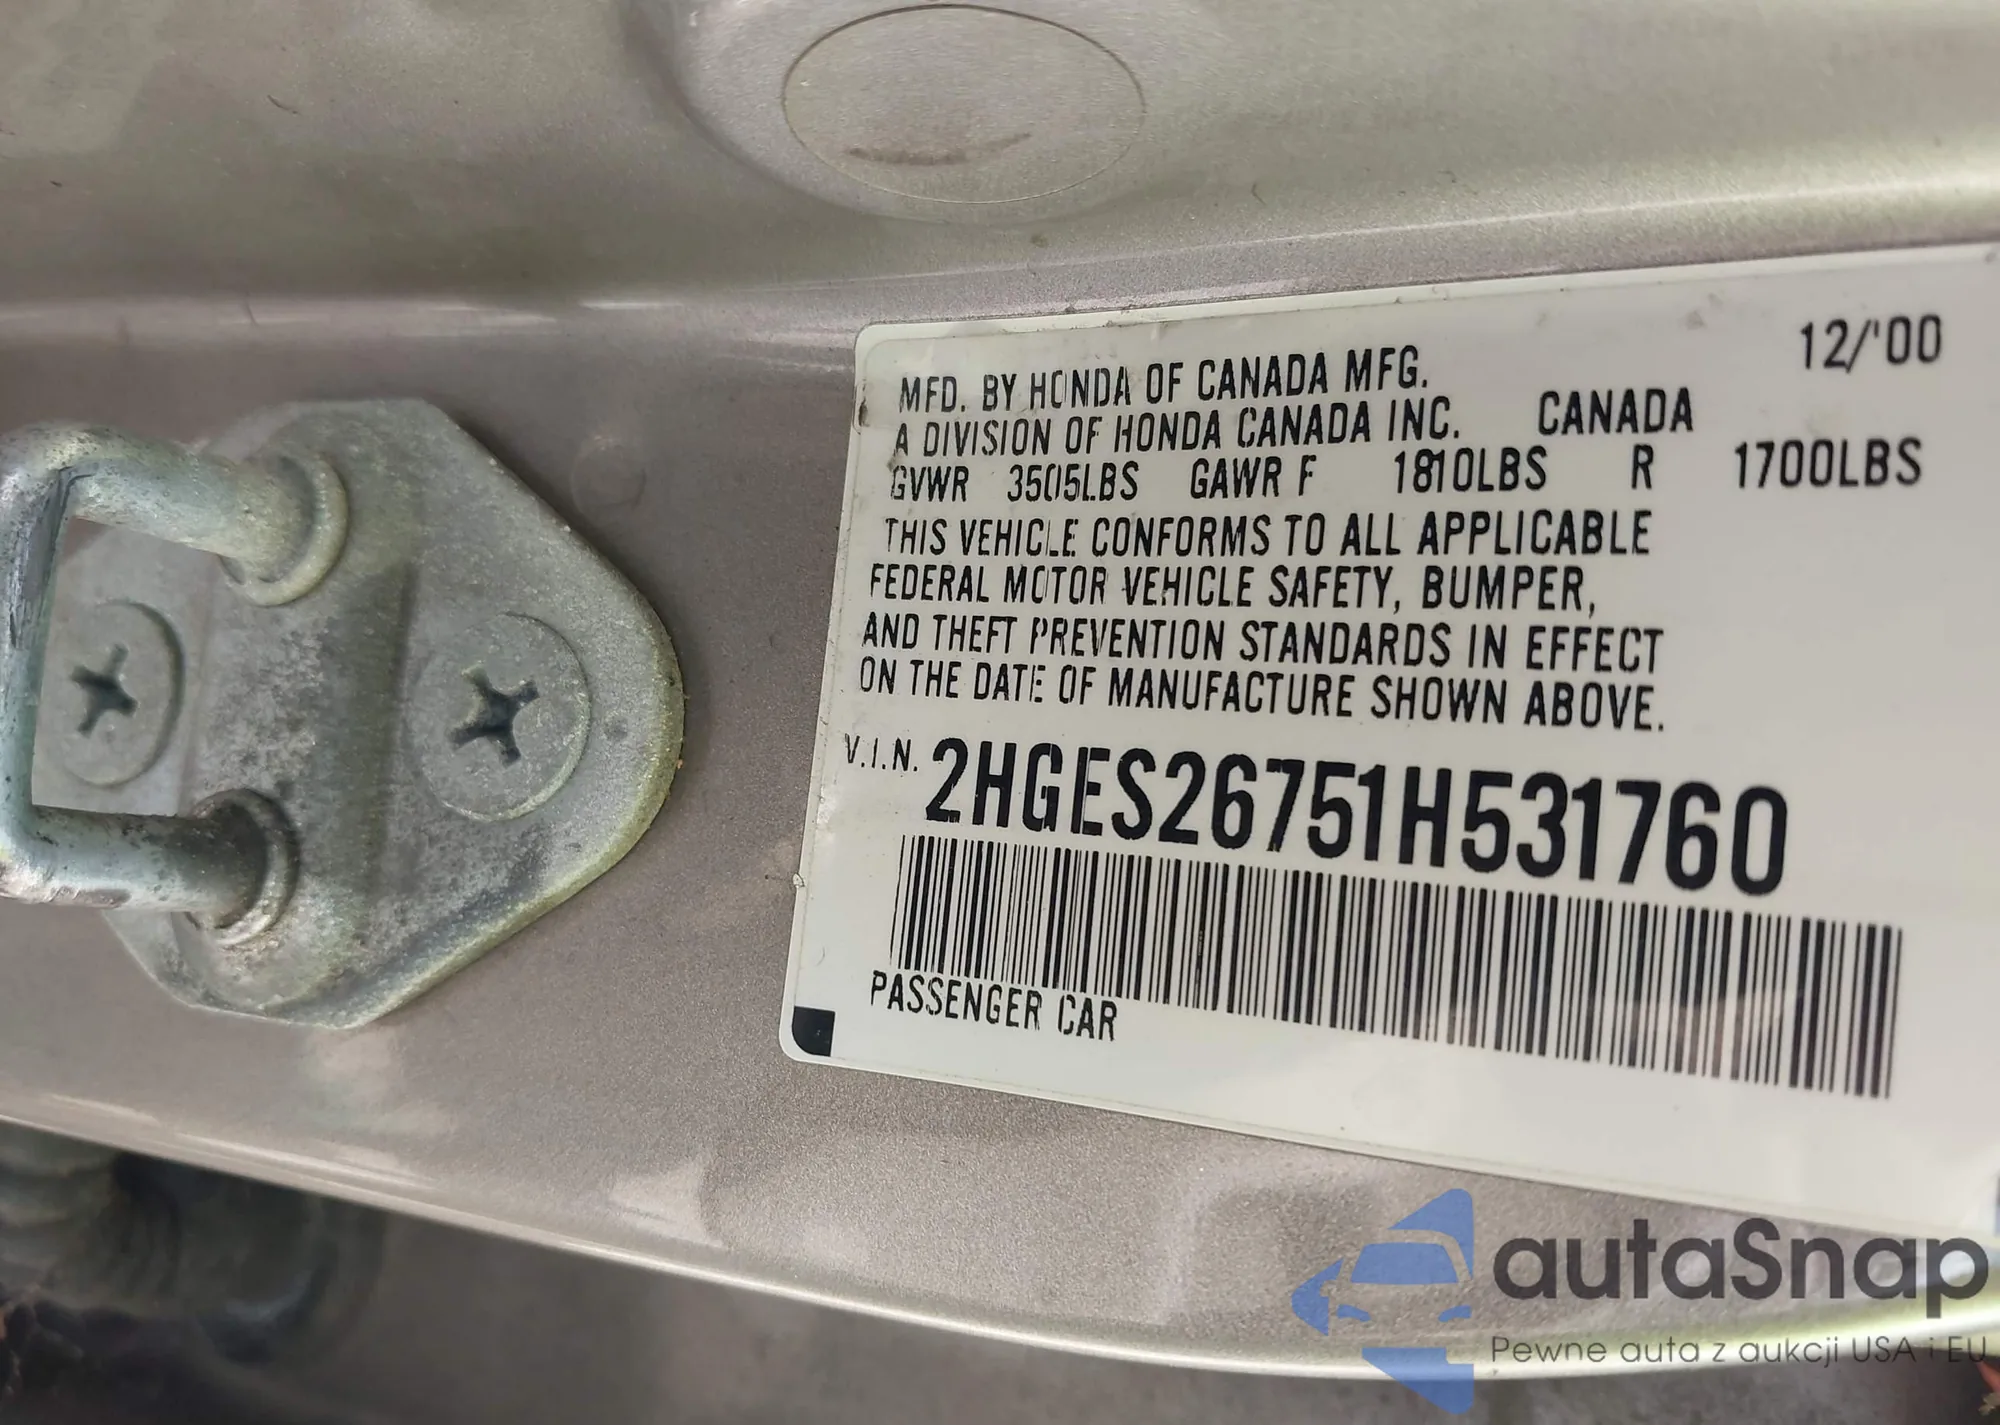 12/'00
MFD. BY HONDA OF CANADA MFG.
A DIVISION OF HONDA CANADA INC. CANADA
GVWR 3505LBS GAWR F 1810LBS R 1700LBS
THIS VEHICLE CONFORMS TO ALL APPLICABLE
FEDERAL MOTOR VEHICLE SAFETY, BUMPER,
AND THEFT PREVENTION STANDARDS IN EFFECT
ON THE DATE OF MANUFACTURE SHOWN ABOVE.
V.I.N. 2HGES26751H531760
PASSENGER CAR
autaSnap
Pewne auta z aukcji USA i EU